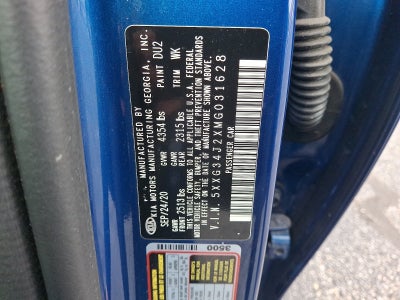 MANUFACTURED BY
KIA MOTORS MANUFACTURING GEORGIA, INC.
SEP/24/20
GVWR 4354 lbs
PAINT DU2
GAWR FRONT 2513 lbs
GAWR REAR 2315 lbs
TRIM WK
THIS VEHICLE CONFORMS TO ALL APPLICABLE U.S.A. FEDERAL
MOTOR VEHICLE SAFETY, BUMPER, AND THEFT PREVENTION STANDARDS
IN EFFECT ON THE DATE OF MANUFACTURE SHOWN ABOVE.
V.I.N. 5XXG34J2XMG031628
PASSENGER CAR
KIA
3500